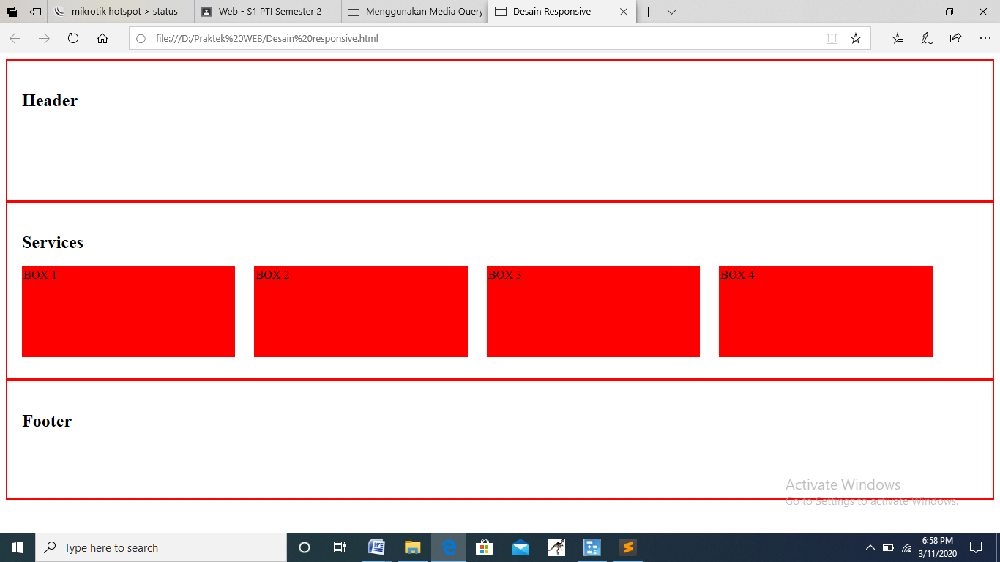 mikrotik hotspot > status
Web - S1 PTI Semester 2
Menggunakan Media Query
Desain Responsive
file:///D:/Praktek%20WEB/Desain%20responsive.html
Header
Services
BOX 1
BOX 2
BOX 3
BOX 4
Footer
Activate Windows
Go to Settings to activate Windows.
Type here to search
6:58 PM
3/11/2020